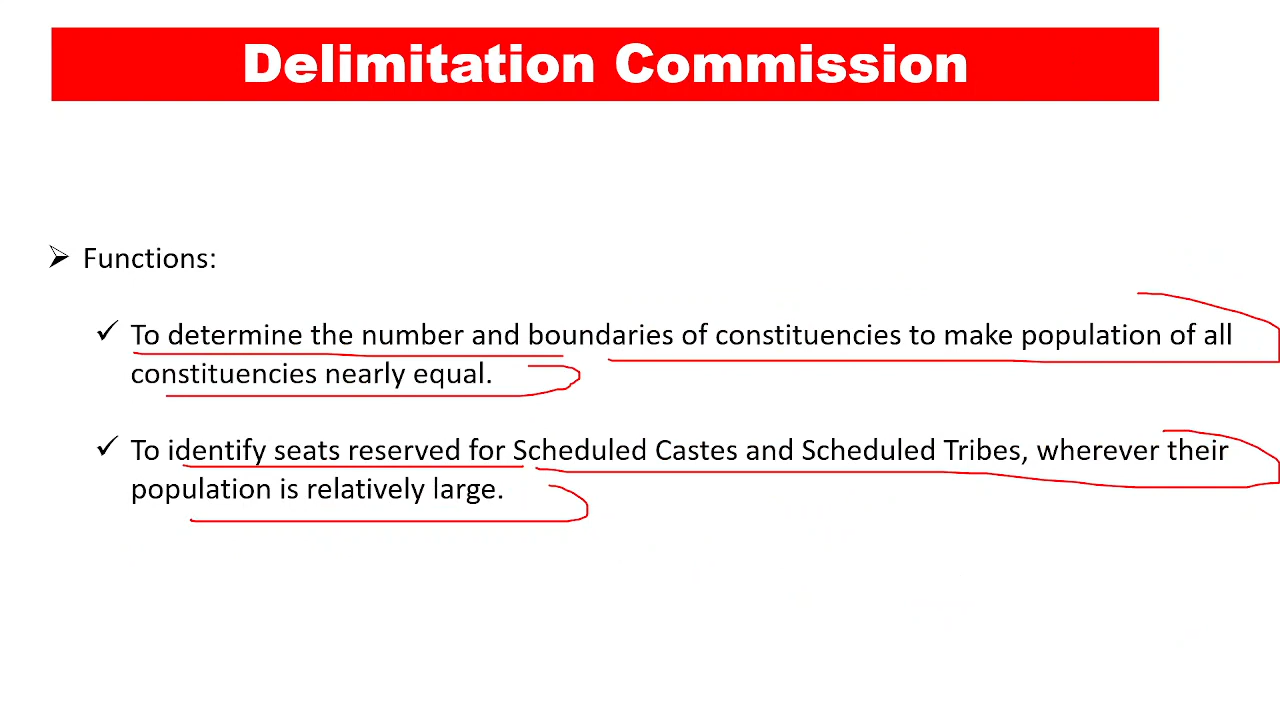 Delimitation Commission
Functions:
To determine the number and boundaries of constituencies to make population of all
constituencies nearly equal.
To identify seats reserved for Scheduled Castes and Scheduled Tribes, wherever their
population is relatively large.